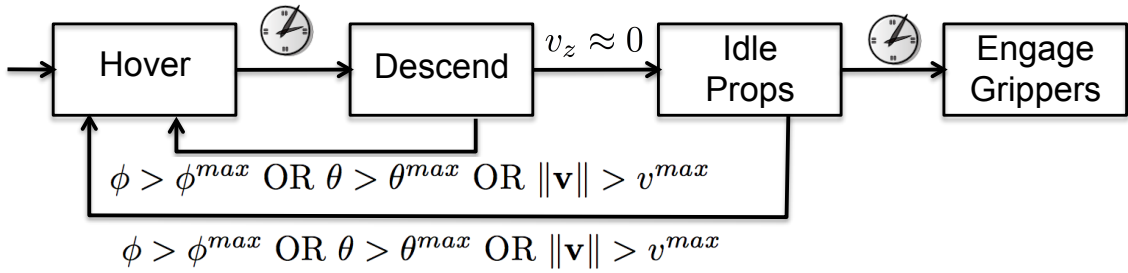 Hover
Descend
v_z ≈ 0
Idle
Props
Engage
Grippers
ϕ > ϕ^{max} OR θ > θ^{max} OR ‖v‖ > v^{max}
ϕ > ϕ^{max} OR θ > θ^{max} OR ‖v‖ > v^{max}